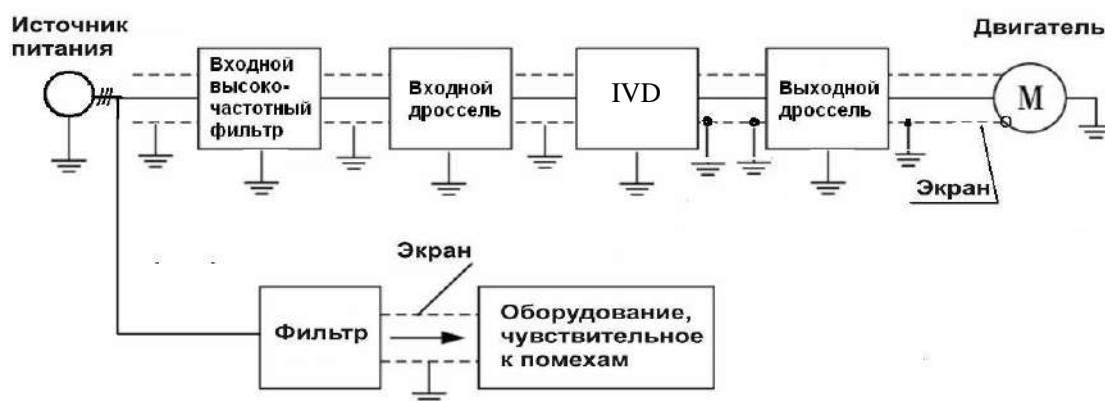 Источник
питания
Входной
высоко-
частотный
фильтр
Входной
дроссель
IVD
Выходной
дроссель
Двигатель
M
Экран
Экран
Фильтр
Оборудование,
чувствительное
к помехам